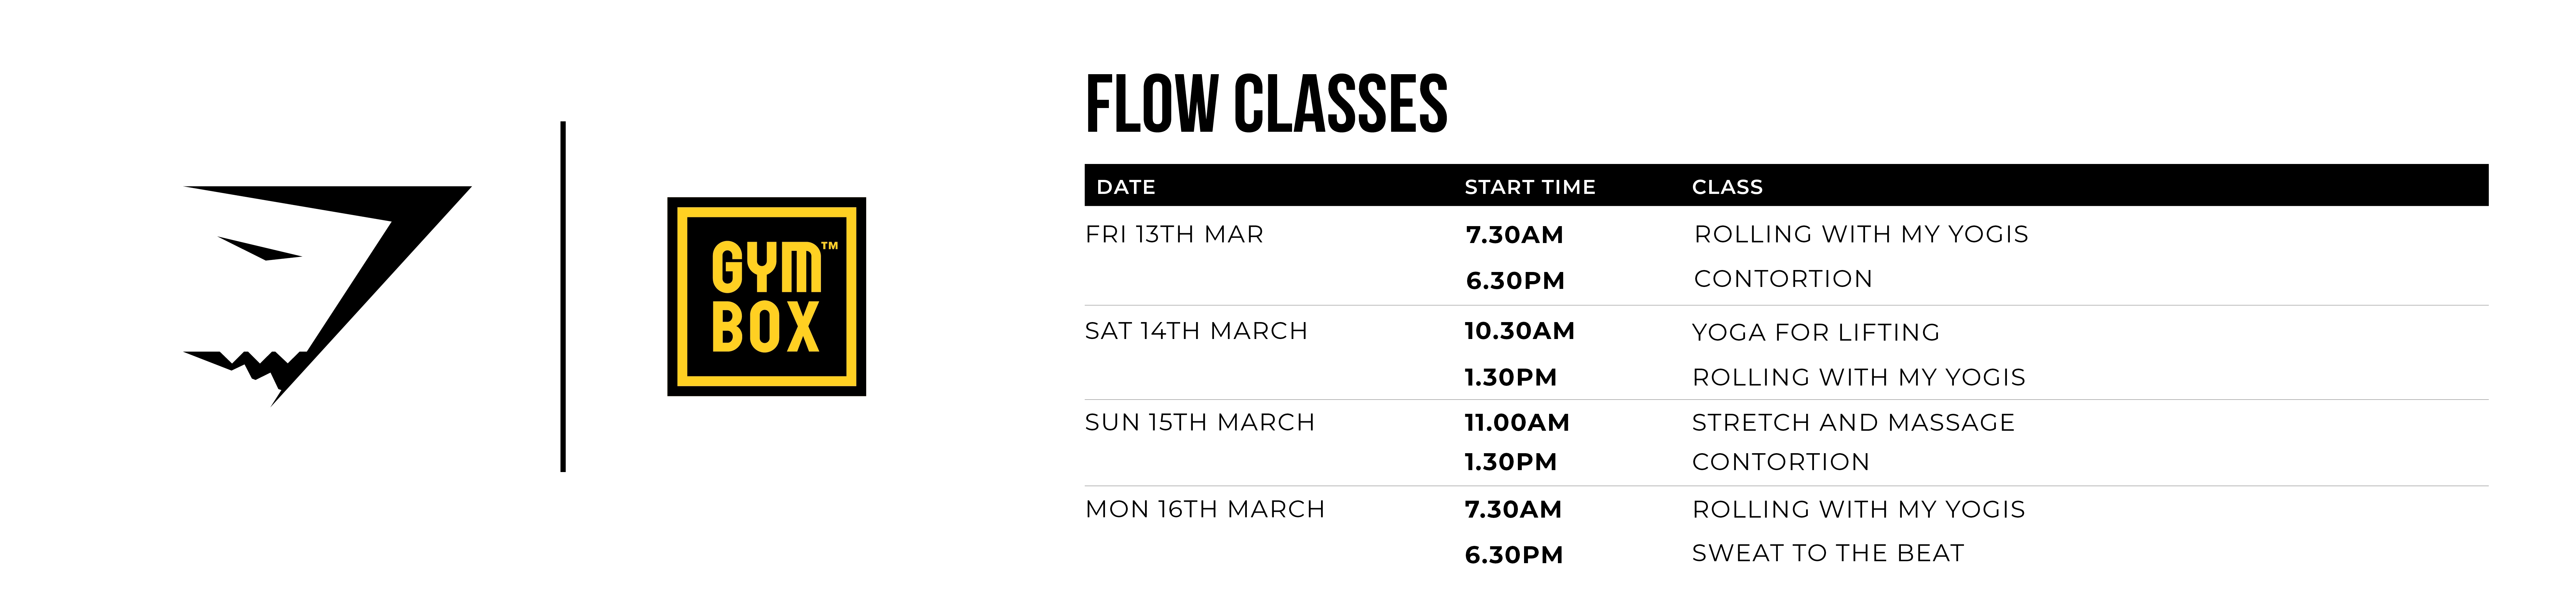 GYM™
BOX
FLOW CLASSES
DATE START TIME CLASS
FRI 13TH MAR 7.30AM ROLLING WITH MY YOGIS
6.30PM CONTORTION
SAT 14TH MARCH 10.30AM YOGA FOR LIFTING
1.30PM ROLLING WITH MY YOGIS
SUN 15TH MARCH 11.00AM STRETCH AND MASSAGE
1.30PM CONTORTION
MON 16TH MARCH 7.30AM ROLLING WITH MY YOGIS
6.30PM SWEAT TO THE BEAT